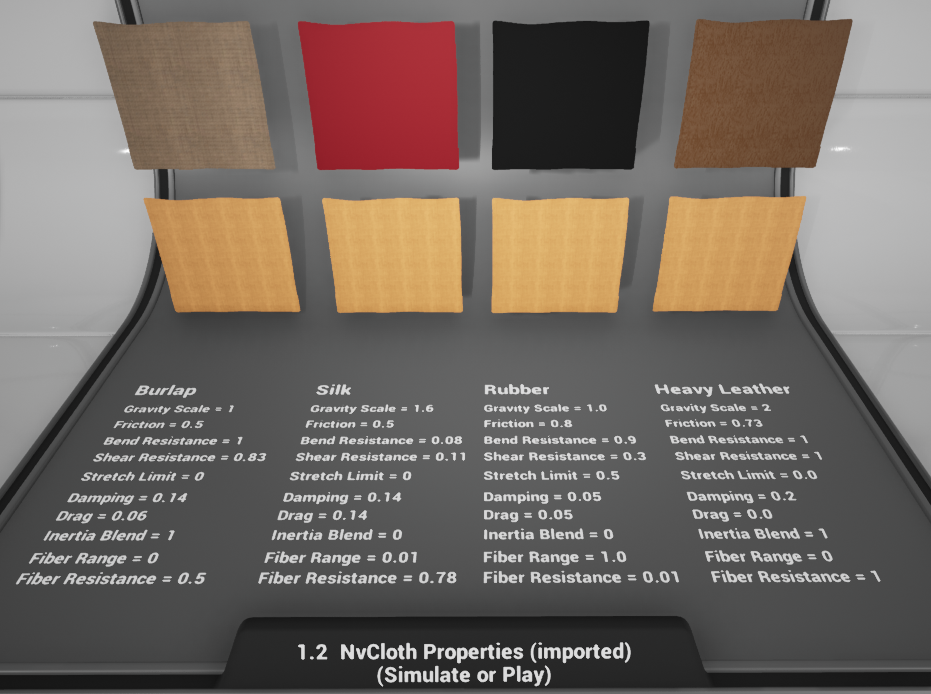 Burlap
Gravity Scale = 1
Friction = 0.5
Bend Resistance = 1
Shear Resistance = 0.83
Stretch Limit = 0
Damping = 0.14
Drag = 0.06
Inertia Blend = 1
Fiber Range = 0
Fiber Resistance = 0.5
Silk
Gravity Scale = 1.6
Friction = 0.5
Bend Resistance = 0.08
Shear Resistance = 0.11
Stretch Limit = 0
Damping = 0.14
Drag = 0.14
Inertia Blend = 0
Fiber Range = 0.01
Fiber Resistance = 0.78
Rubber
Gravity Scale = 1.0
Friction = 0.8
Bend Resistance = 0.9
Shear Resistance = 0.3
Stretch Limit = 0.5
Damping = 0.05
Drag = 0.05
Inertia Blend = 0
Fiber Range = 1.0
Fiber Resistance = 0.01
Heavy Leather
Gravity Scale = 2
Friction = 0.73
Bend Resistance = 1
Shear Resistance = 1
Stretch Limit = 0.0
Damping = 0.2
Drag = 0.0
Inertia Blend = 1
Fiber Range = 0
Fiber Resistance = 1
1.2 NvCloth Properties (imported)
(Simulate or Play)